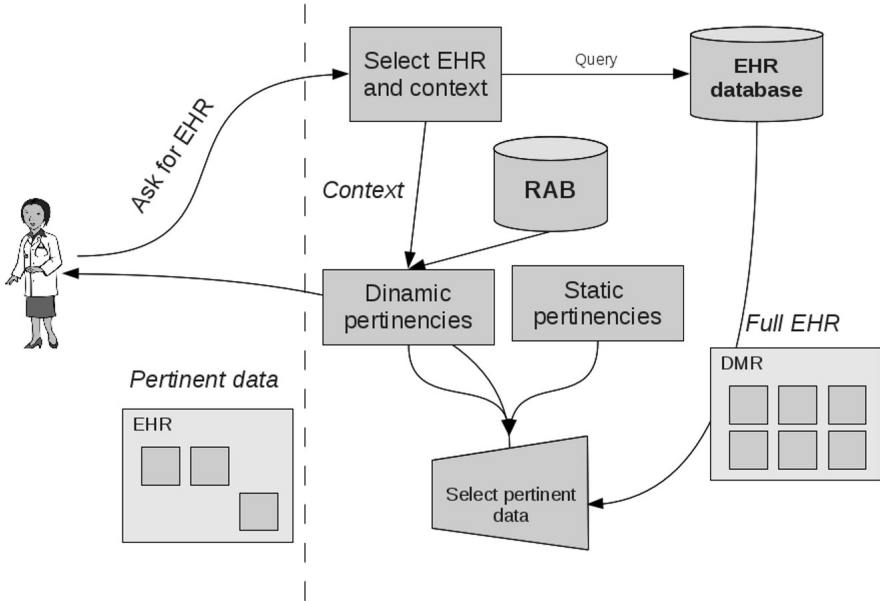 Select EHR
and context
Query
EHR
database
Ask for EHR
Context
RAB
Dinamic
pertinencies
Static
pertinencies
Full EHR
DMR
Pertinent data
EHR
Select pertinent
data